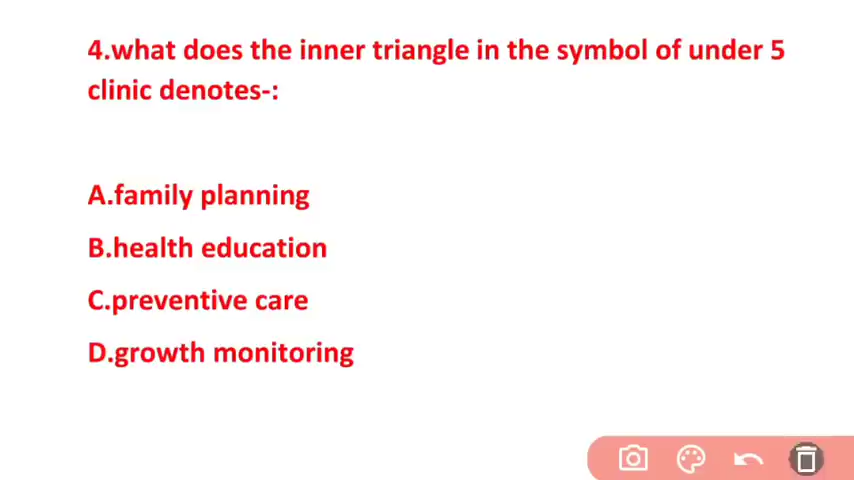 4.what does the inner triangle in the symbol of under 5
clinic denotes-:
A.family planning
B.health education
C.preventive care
D.growth monitoring